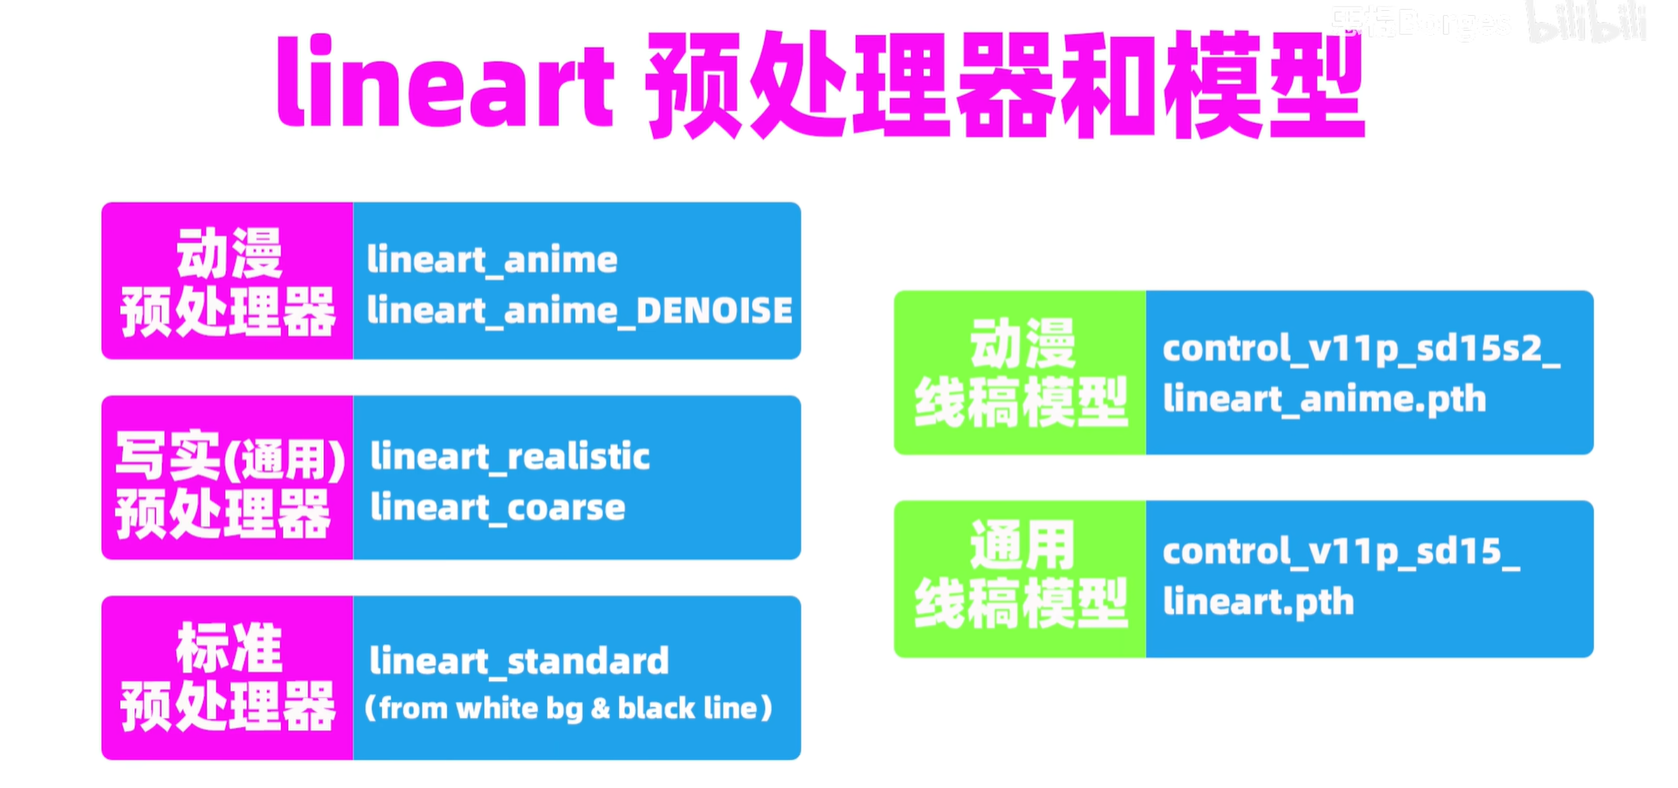 bilibili
lineart 预处理器和模型
动漫
预处理器
lineart_anime
lineart_anime_DENOISE
写实(通用)
预处理器
lineart_realistic
lineart_coarse
标准
预处理器
lineart_standard
(from white bg & black line)
动漫
线稿模型
control_v11p_sd15s2_
lineart_anime.pth
通用
线稿模型
control_v11p_sd15_
lineart.pth